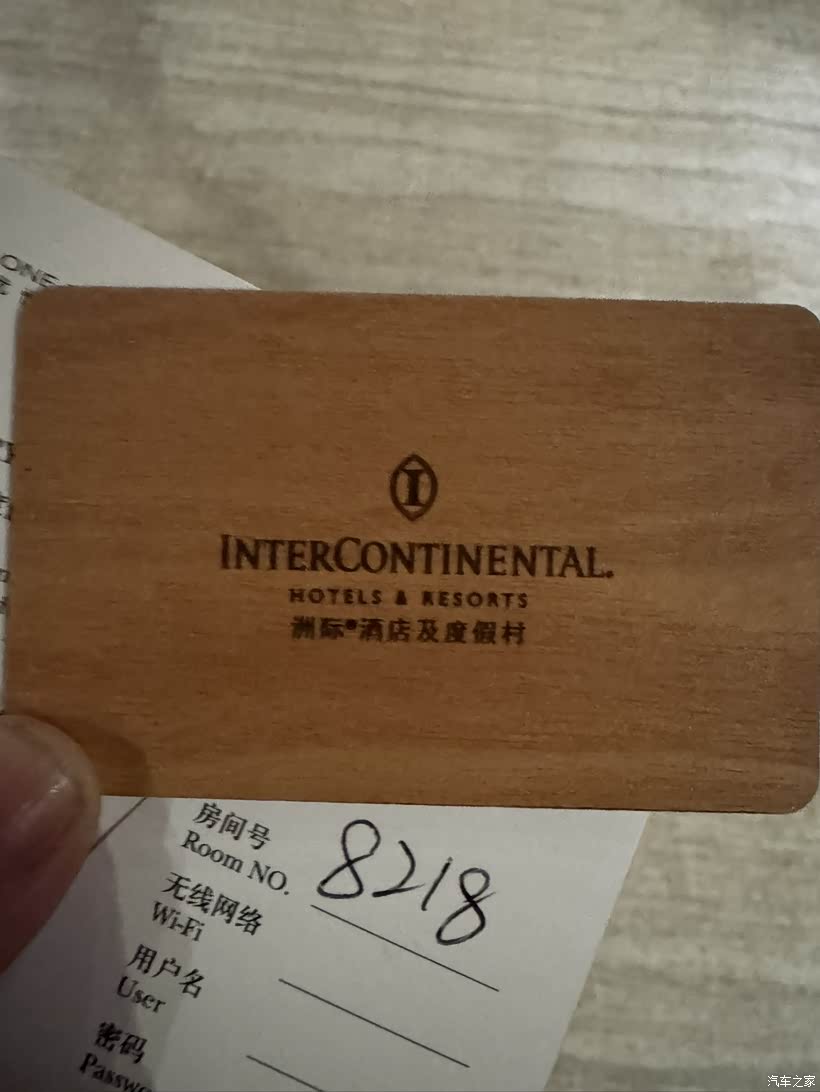 ONE
I
INTERCONTINENTAL.
HOTELS & RESORTS
洲际®酒店及度假村
房间号
Room NO. 8218
无线网络
Wi-Fi
用户名
User
密码
汽车之家